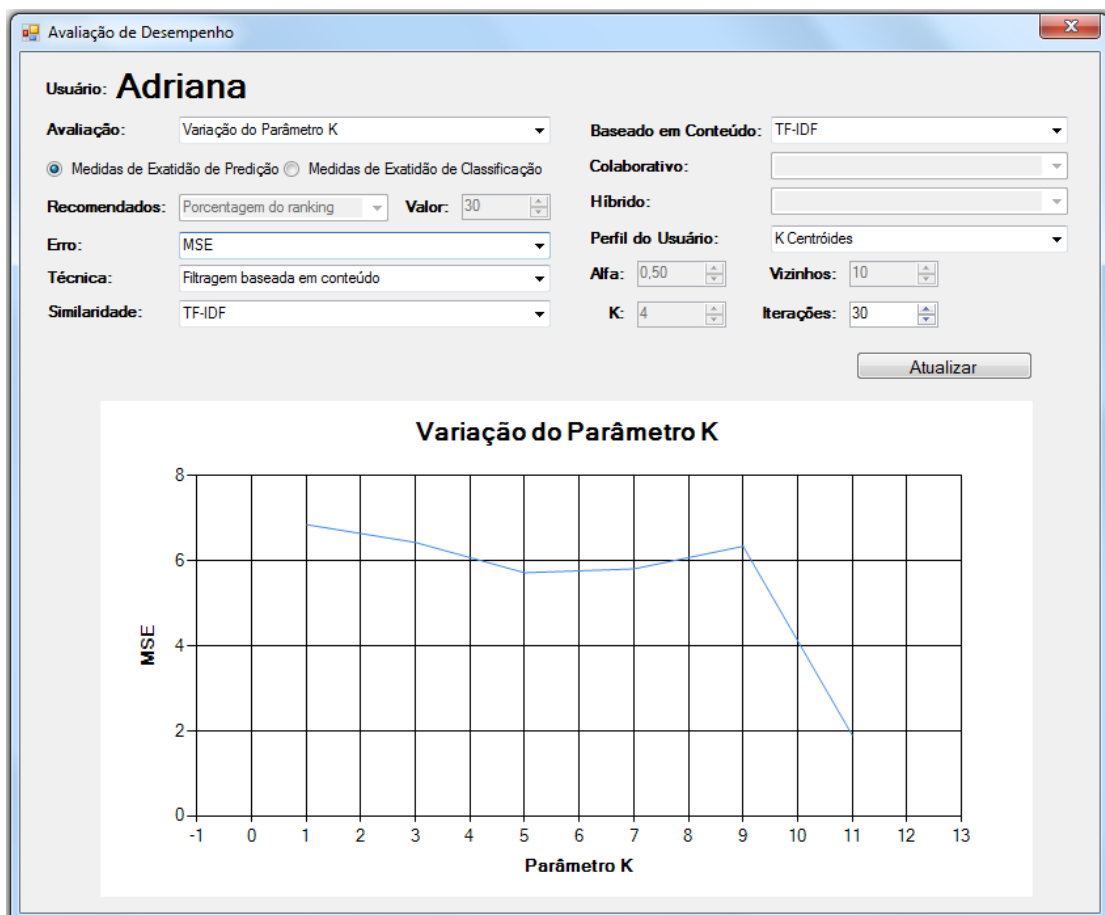 Avaliação de Desempenho
Usuário: Adriana
Avaliação: Variação do Parâmetro K
Baseado em Conteúdo: TF-IDF
Medidas de Exatidão de Predição Medidas de Exatidão de Classificação
Colaborativo:
Recomendados: Porcentagem do ranking Valor: 30
Híbrido:
Erro: MSE
Perfil do Usuário: K Centróides
Técnica: Filtragem baseada em conteúdo
Alfa: 0,50 Vizinhos: 10
Similaridade: TF-IDF
K: 4 Iterações: 30
Atualizar
Variação do Parâmetro K
8
6
4
2
0
MSE
-1 0 1 2 3 4 5 6 7 8 9 10 11 12 13
Parâmetro K